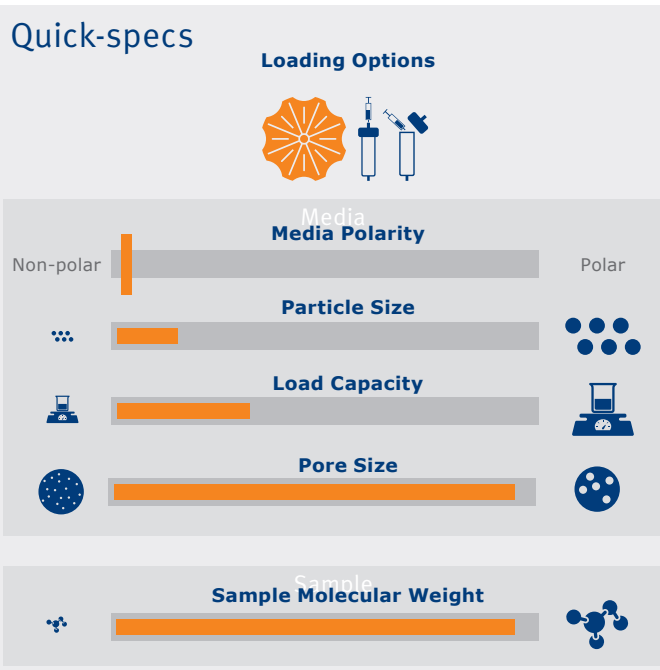 Quick-specs
Loading Options
Media
Media Polarity
Non-polar
Polar
Particle Size
Load Capacity
Pore Size
Sample
Sample Molecular Weight